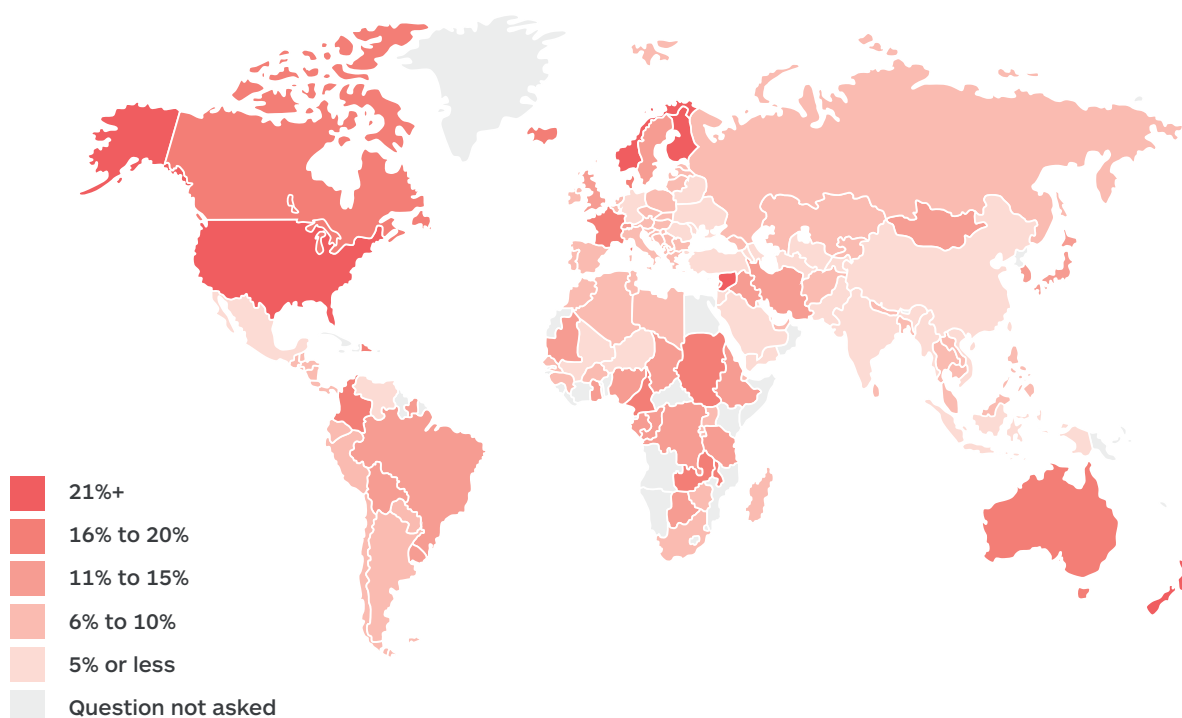 21%+
16% to 20%
11% to 15%
6% to 10%
5% or less
Question not asked